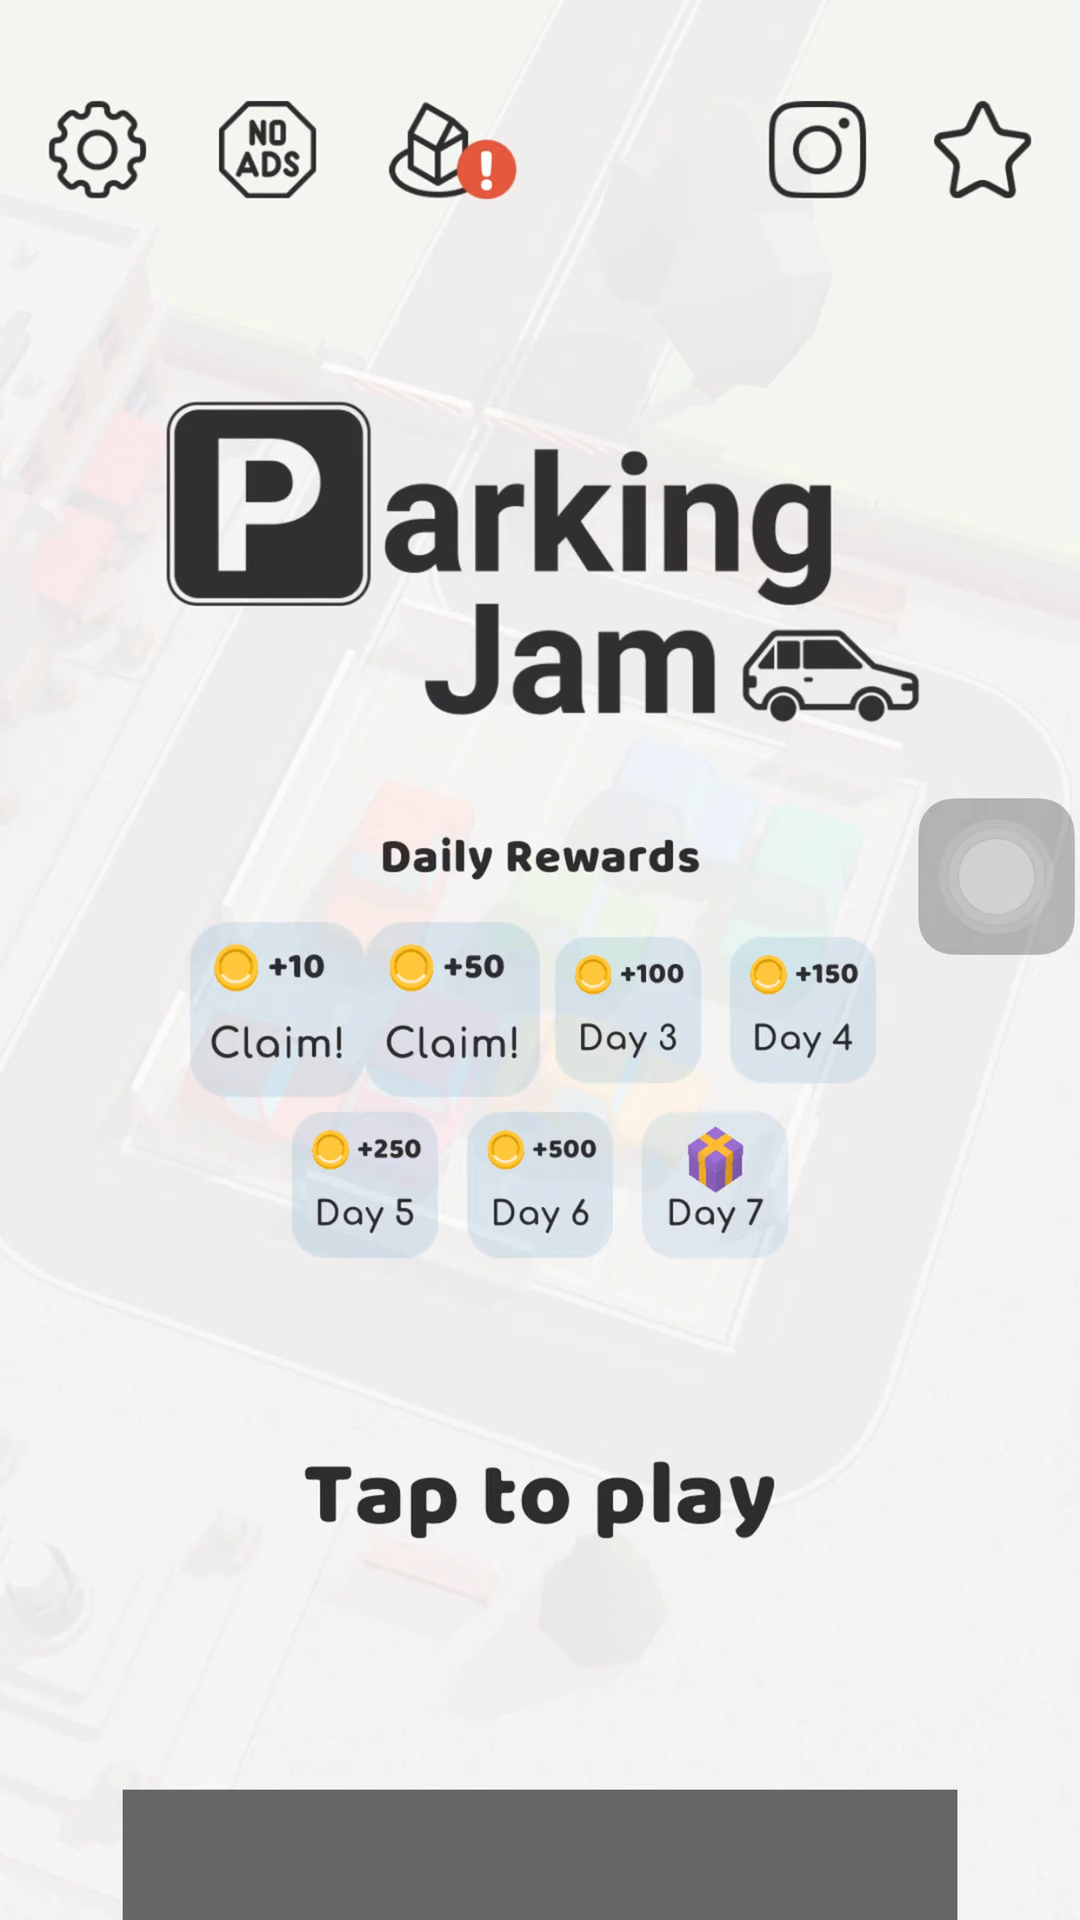 NO
ADS
!
Parking
Jam
Daily Rewards
+10 +50 +100 +150
Claim! Claim! Day 3 Day 4
+250 +500
Day 5 Day 6 Day 7
Tap to play